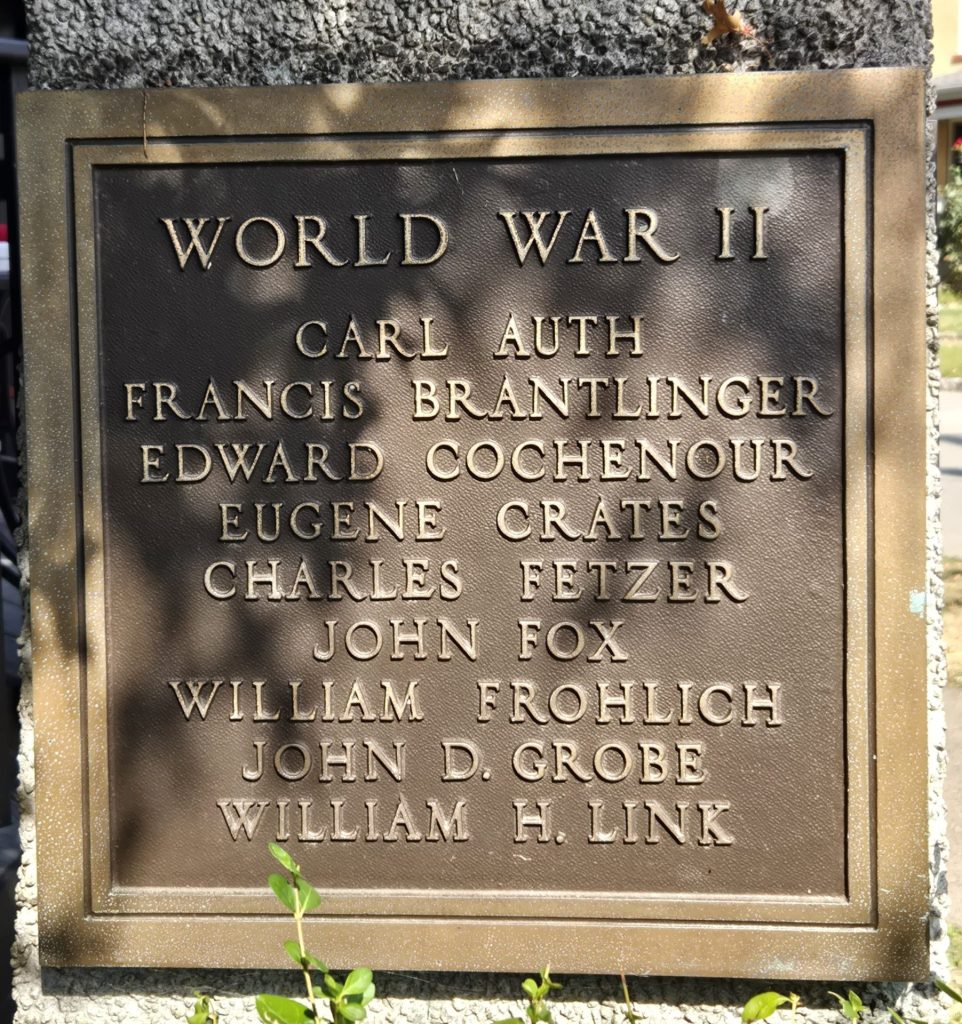 WORLD WAR II
CARL AUTH
FRANCIS BRANTLINGER
EDWARD COCHENOUR
EUGENE CRATES
CHARLES FETZER
JOHN FOX
WILLIAM FROHLICH
JOHN D. GROBE
WILLIAM H. LINK